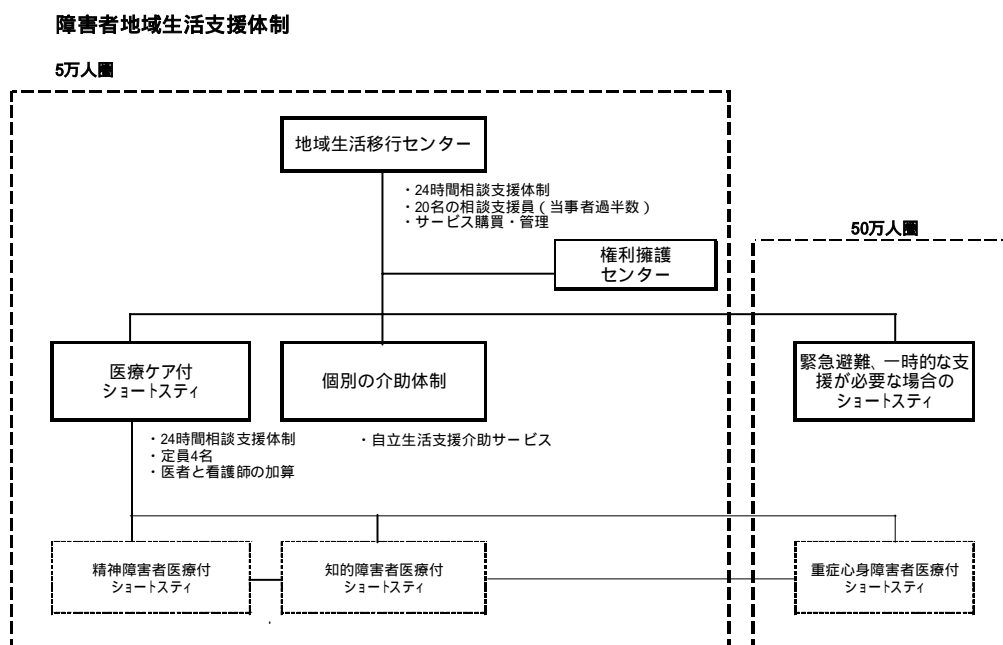 障害者地域生活支援体制
5万人圏
地域生活移行センター
・24時間相談支援体制
・20名の相談支援員（当事者過半数）
・サービス購買・管理
50万人圏
権利擁護
センター
医療ケア付
ショートスティ
個別の介助体制
緊急避難、一時的な支
援が必要な場合の
ショートスティ
・24時間相談支援体制
・定員4名
・医者と看護師の加算
・自立生活支援介助サービス
精神障害者医療付
ショートスティ
知的障害者医療付
ショートスティ
重症心身障害者医療付
ショートスティ